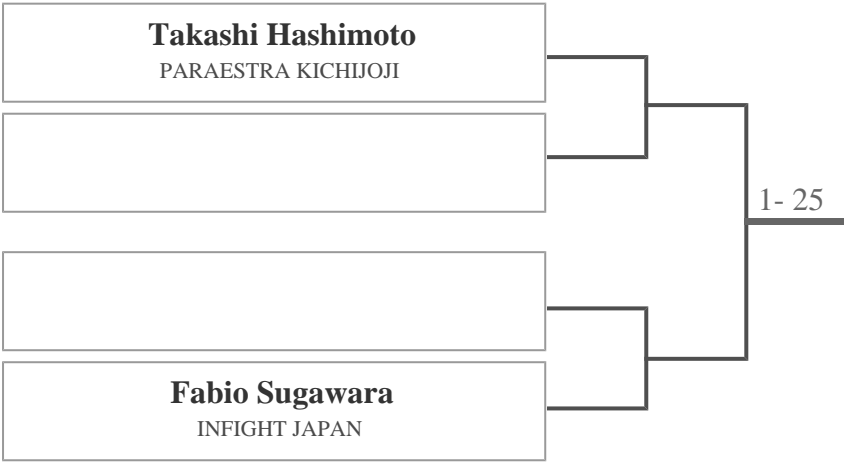 Takashi Hashimoto
PARAESTRA KICHIJOJI
1- 25
Fabio Sugawara
INFIGHT JAPAN